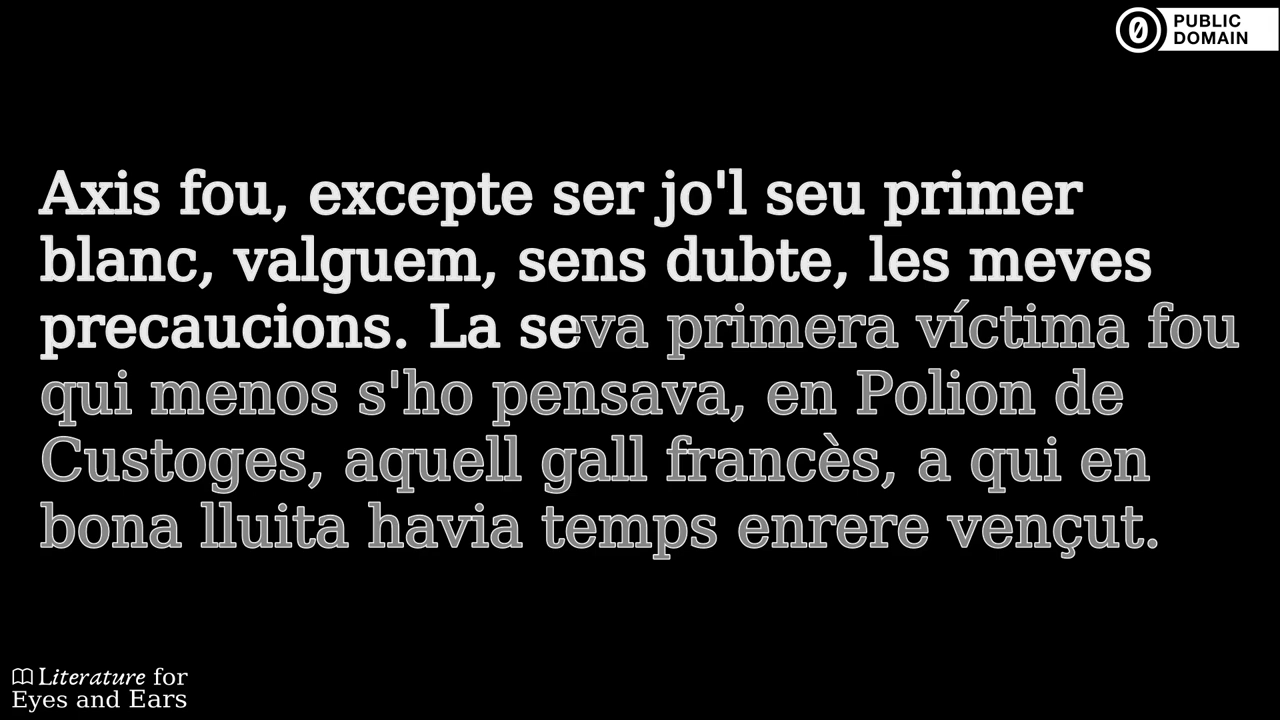 PUBLIC
DOMAIN
Axis fou, excepte ser jo'l seu primer
blanc, valguem, sens dubte, les meves
precaucions. La seva primera víctima fou
qui menos s'ho pensava, en Polion de
Custoges, aquell gall francès, a qui en
bona lluita havia temps enrere vençut.
Literature for
Eyes and Ears